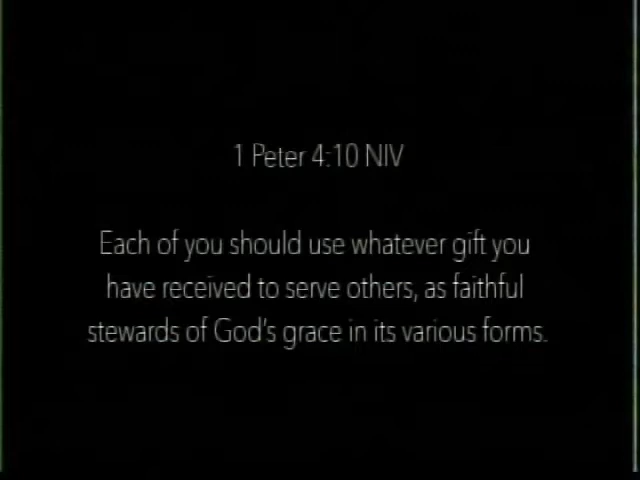 1 Peter 4:10 NIV
Each of you should use whatever gift you
have received to serve others, as faithful
stewards of God's grace in its various forms.